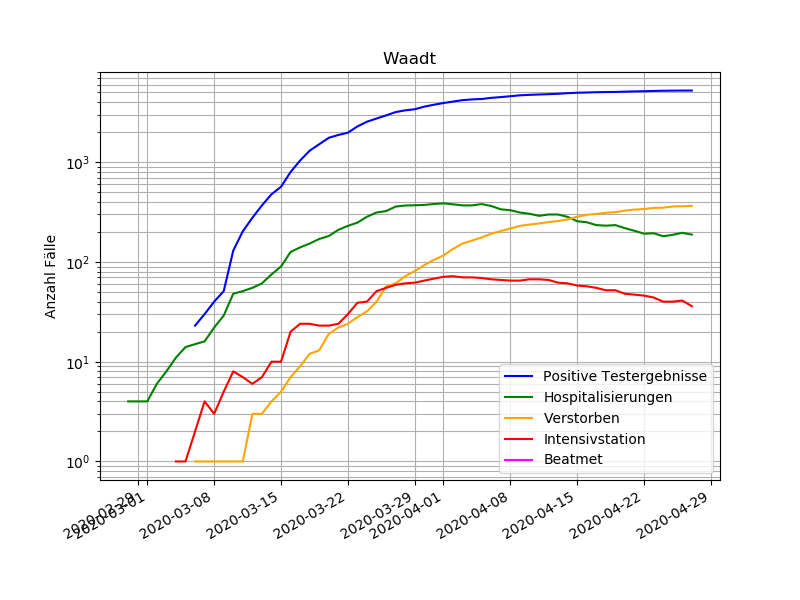 Waadt
Anzahl Fälle
10³
10²
10¹
10⁰
Positive Testergebnisse
Hospitalisierungen
Verstorben
Intensivstation
Beatmet
2020-02-29
2020-03-01
2020-03-08
2020-03-15
2020-03-22
2020-03-29
2020-04-01
2020-04-08
2020-04-15
2020-04-22
2020-04-29